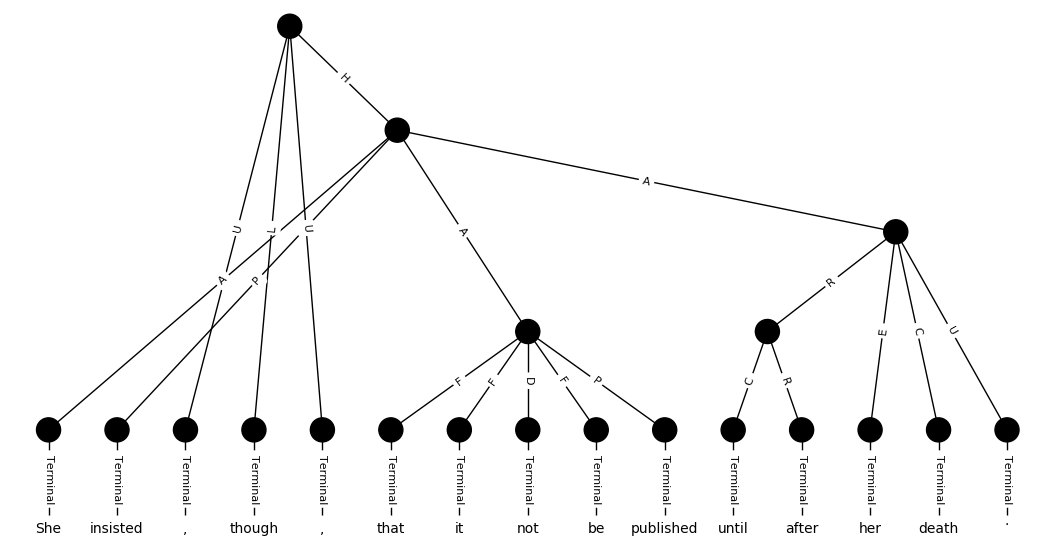 H
A
U L U
A P A
R E C U
F F D F P C R
Terminal Terminal Terminal Terminal Terminal Terminal Terminal Terminal Terminal Terminal Terminal Terminal Terminal Terminal Terminal
She insisted , though , that it not be published until after her death .